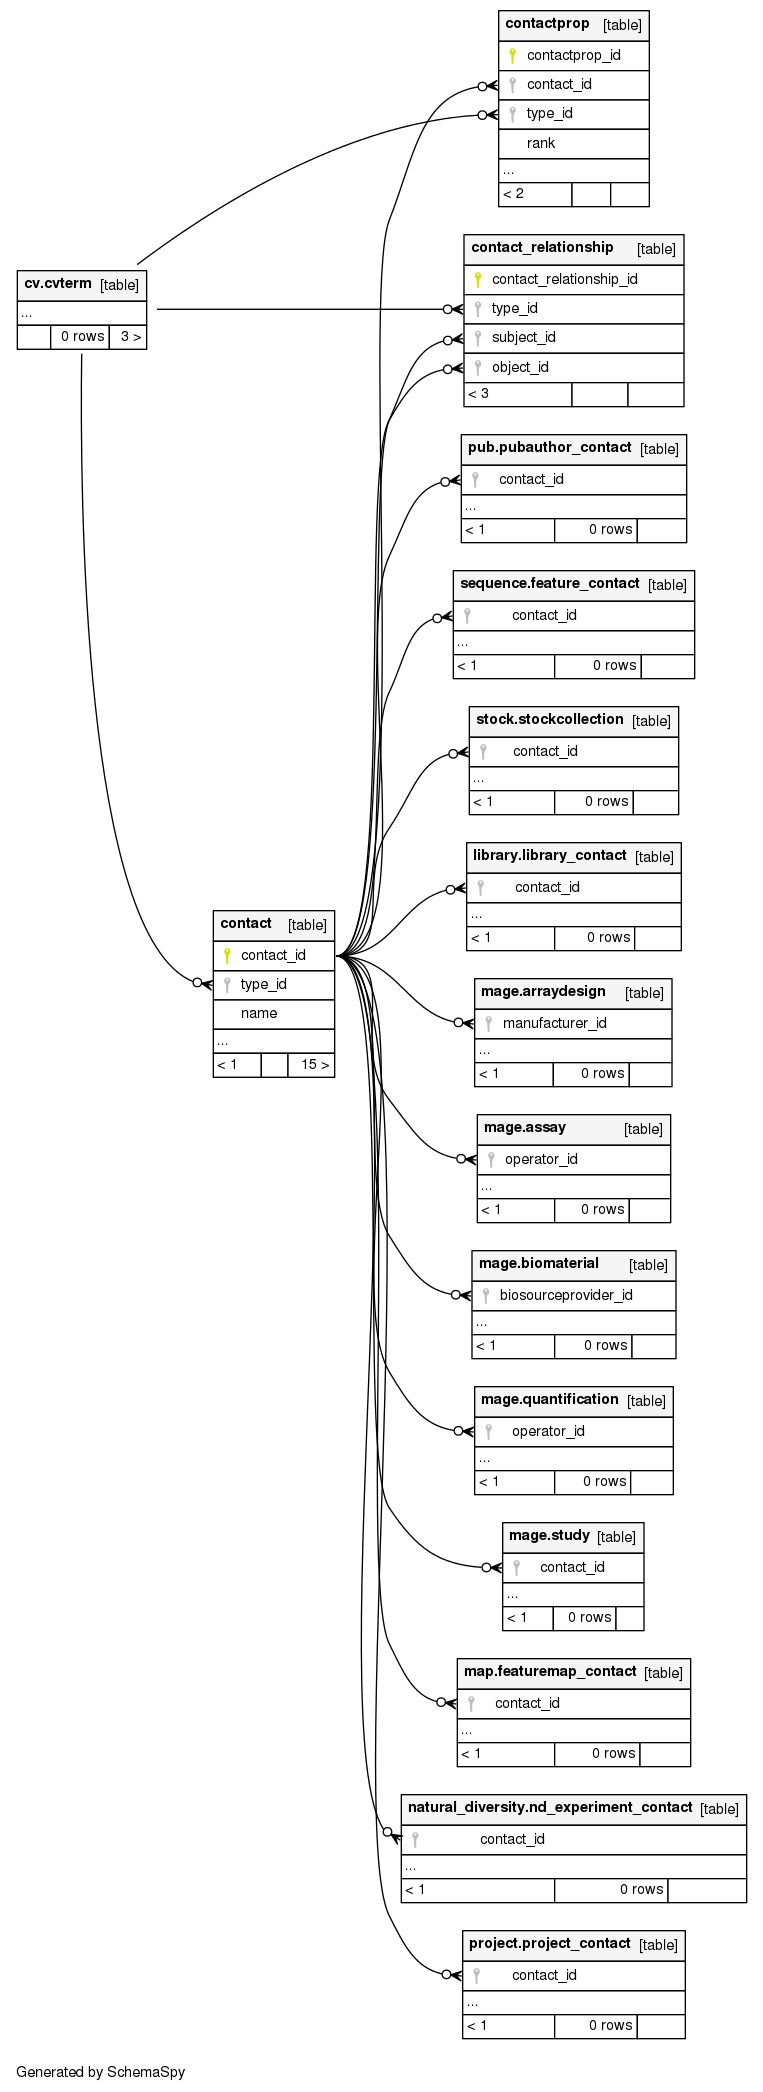 contactprop [table]
contactprop_id
contact_id
type_id
rank
...
< 2
contact_relationship [table]
contact_relationship_id
type_id
subject_id
object_id
< 3
cv.cvterm [table]
...
0 rows 3 >
pub.pubauthor_contact [table]
contact_id
...
< 1 0 rows
sequence.feature_contact [table]
contact_id
...
< 1 0 rows
stock.stockcollection [table]
contact_id
...
< 1 0 rows
library.library_contact [table]
contact_id
...
< 1 0 rows
contact [table]
contact_id
type_id
name
...
< 1 15 >
mage.arraydesign [table]
manufacturer_id
...
< 1 0 rows
mage.assay [table]
operator_id
...
< 1 0 rows
mage.biomaterial [table]
biosourceprovider_id
...
< 1 0 rows
mage.quantification [table]
operator_id
...
< 1 0 rows
mage.study [table]
contact_id
...
< 1 0 rows
map.featuremap_contact [table]
contact_id
...
< 1 0 rows
natural_diversity.nd_experiment_contact [table]
contact_id
...
< 1 0 rows
project.project_contact [table]
contact_id
...
< 1 0 rows
Generated by SchemaSpy